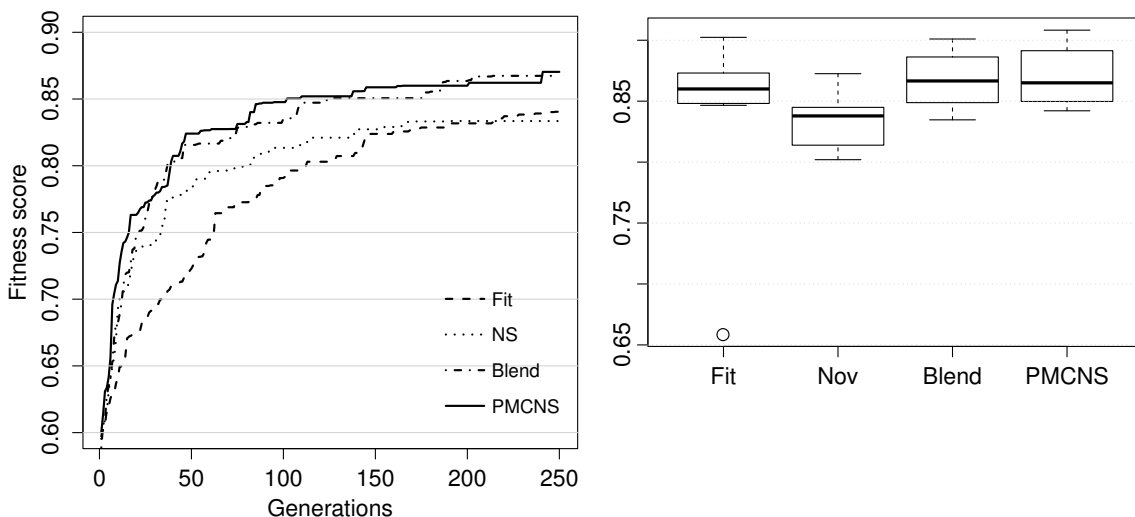 Fitness score
0.90
0.85
0.80
0.75
0.70
0.65
0.60
0 50 100 150 200 250
Generations
Fit
NS
Blend
PMCNS
0.85
0.75
0.65
Fit Nov Blend PMCNS